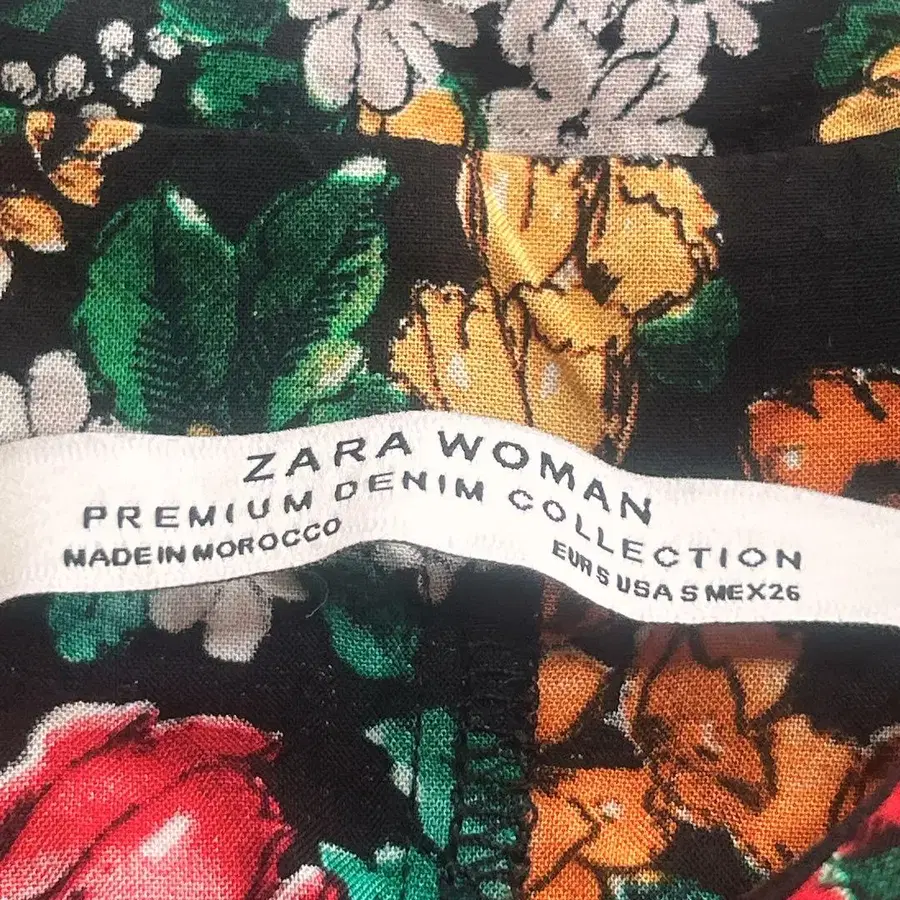 ZARA WOMAN
PREMIUM DENIM COLLECTION
MADE IN MOROCCO
EUR S USA S MEX26